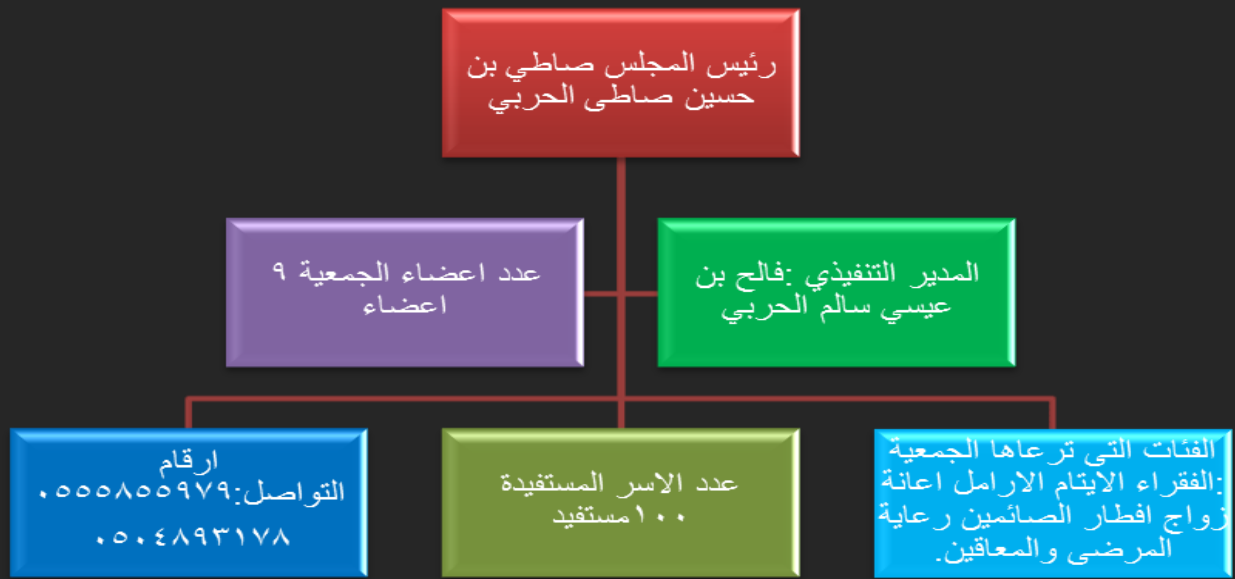 رئيس المجلس صاطي بن
حسين صاطى الحربي
المدير التنفيذي :فالح بن
عيسي سالم الحربي
عدد اعضاء الجمعية ٩
اعضاء
الفئات التى ترعاها الجمعية
:الفقراء الايتام الارامل اعانة
زواج افطار الصائمين رعاية
المرضى والمعاقين.
عدد الاسر المستفيدة
١٠٠مستفيد
ارقام
التواصل:٠٥٥٥٨٥٥٩٧٩
٠٥٠٤٨٩٣١٧٨